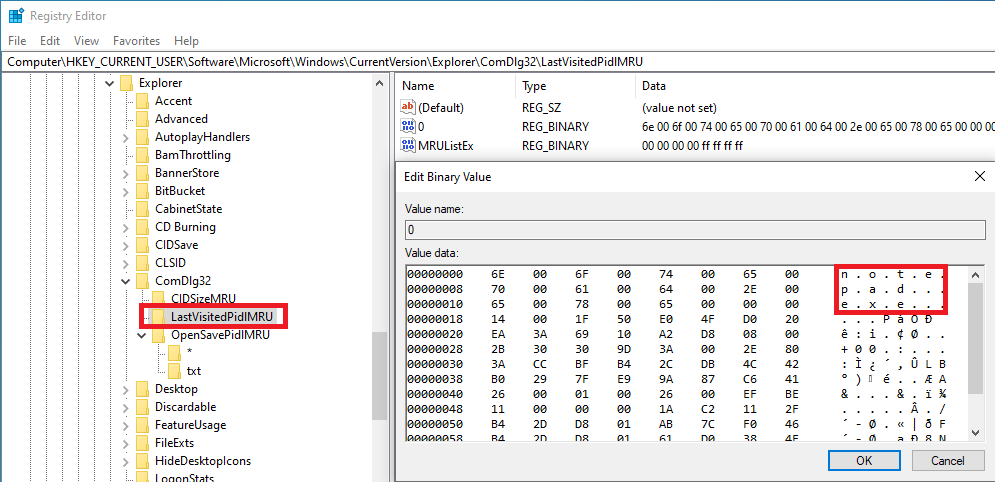 Registry Editor
File Edit View Favorites Help
Computer\HKEY_CURRENT_USER\Software\Microsoft\Windows\CurrentVersion\Explorer\ComDlg32\LastVisitedPidlMRU
Explorer
Accent
Advanced
AutoplayHandlers
BamThrottling
BannerStore
BitBucket
CabinetState
CD Burning
CIDSave
CLSID
ComDlg32
CIDSizeMRU
LastVisitedPidlMRU
OpenSavePidlMRU
*
txt
Desktop
Discardable
FeatureUsage
FileExts
HideDesktopIcons
LogonStats
Name Type Data
(Default) REG_SZ (value not set)
0 REG_BINARY 6e 00 6f 00 74 00 65 00 70 00 61 00 64 00 2e 00 65 00 78 00 65 00 00 00
MRUListEx REG_BINARY 00 00 00 00 ff ff ff ff
Edit Binary Value
Value name:
0
Value data:
00000000 6E 00 6F 00 74 00 65 00 n . o . t . e .
00000008 70 00 61 00 64 00 2E 00 p . a . d . . .
00000010 65 00 78 00 65 00 00 00 e . x . e . . .
00000018 14 00 1F 50 E0 4F D0 20 . . . P à O Ð
00000020 EA 3A 69 10 A2 D8 08 00 ê : i . ¢ Ø . .
00000028 2B 30 30 9D 3A 00 2E 80 + 0 0 . : . . .
00000030 3A CC BF B4 2C DB 4C 42 : Ì ¿ ´ , Û L B
00000038 B0 29 7F E9 9A 87 C6 41 ° ) é . . Æ A
00000040 26 00 01 00 26 00 EF BE & . . . & . ï ¾
00000048 11 00 00 00 1A C2 11 2F . . . . . Â . /
00000050 B4 2D D8 01 AB 7C F0 46 ´ - Ø . « | ð F
00000058 B4 2D D8 01 61 D0 38 4E ´ - Ø . a Ð 8 N
OK Cancel